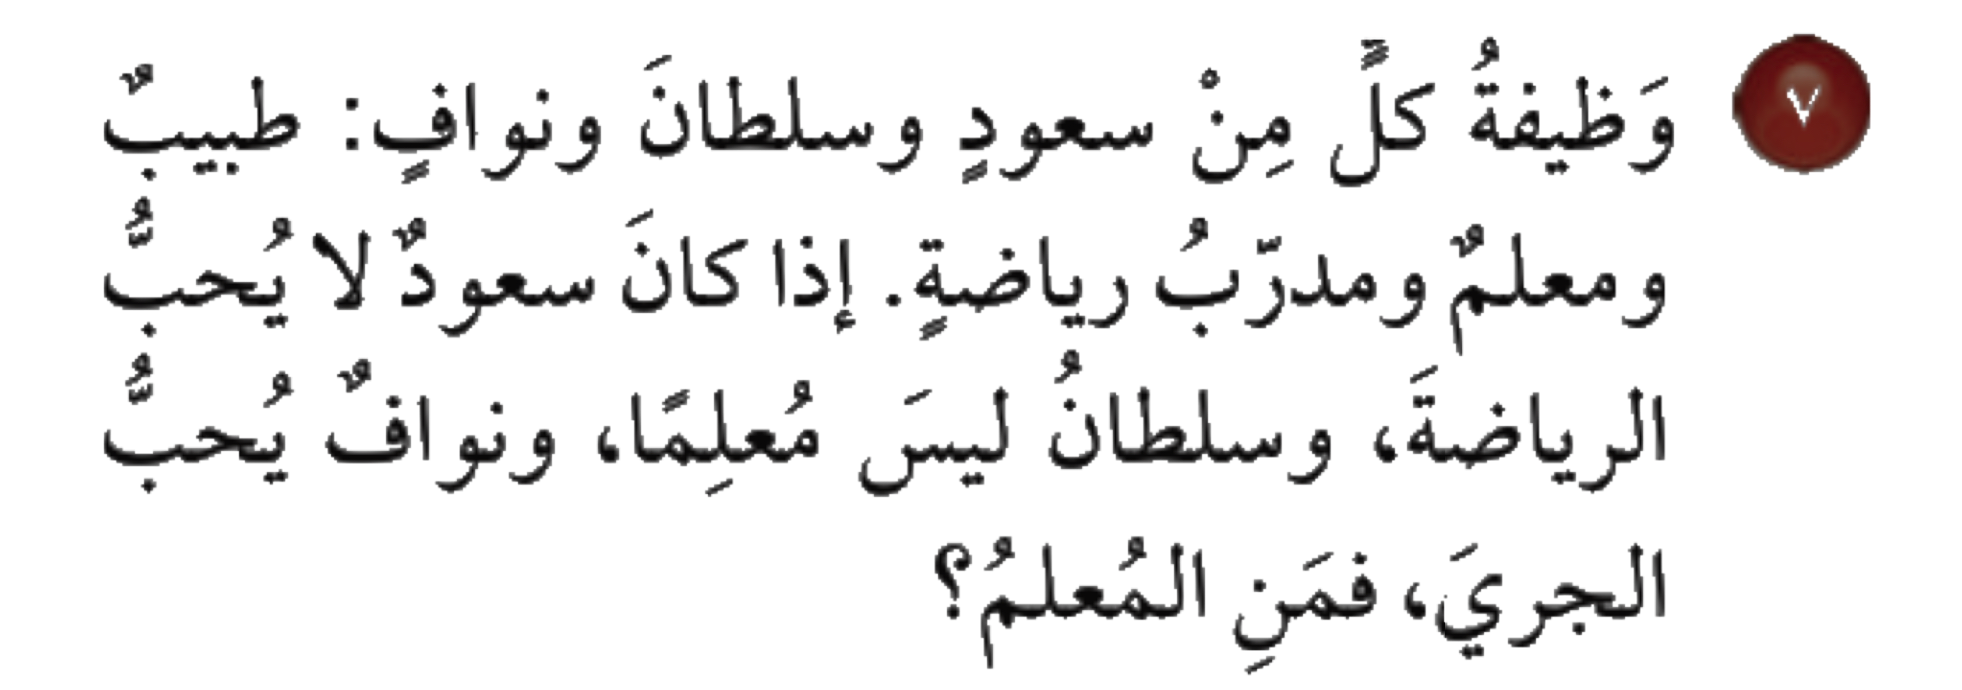 ٧ وَظيفةُ كلٍّ مِنْ سعودٍ وسلطانَ ونوافٍ: طبيبٌ
ومعلمٌ ومدرّبُ رياضةٍ. إذا كانَ سعودٌ لا يُحبُّ
الرياضةَ، وسلطانُ ليسَ مُعلِمًا، ونوافٌ يُحبُّ
الجريَ، فمَنِ المُعلمُ؟